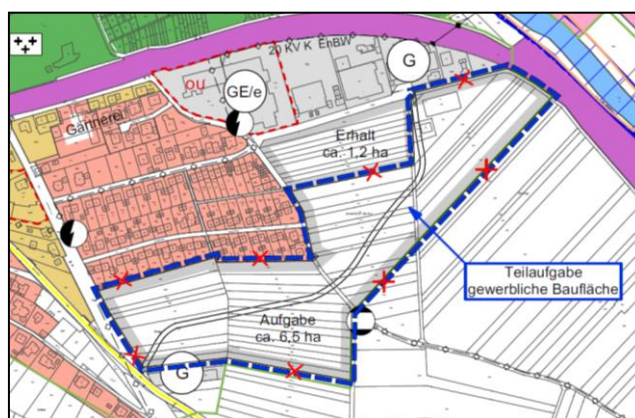 20 KV K EnBW
G
ou
GE/e
Gärtnerei
Erhalt
ca. 1,2 ha
Teilaufgabe
gewerbliche Baufläche
Aufgabe
ca. 6,5 ha
G